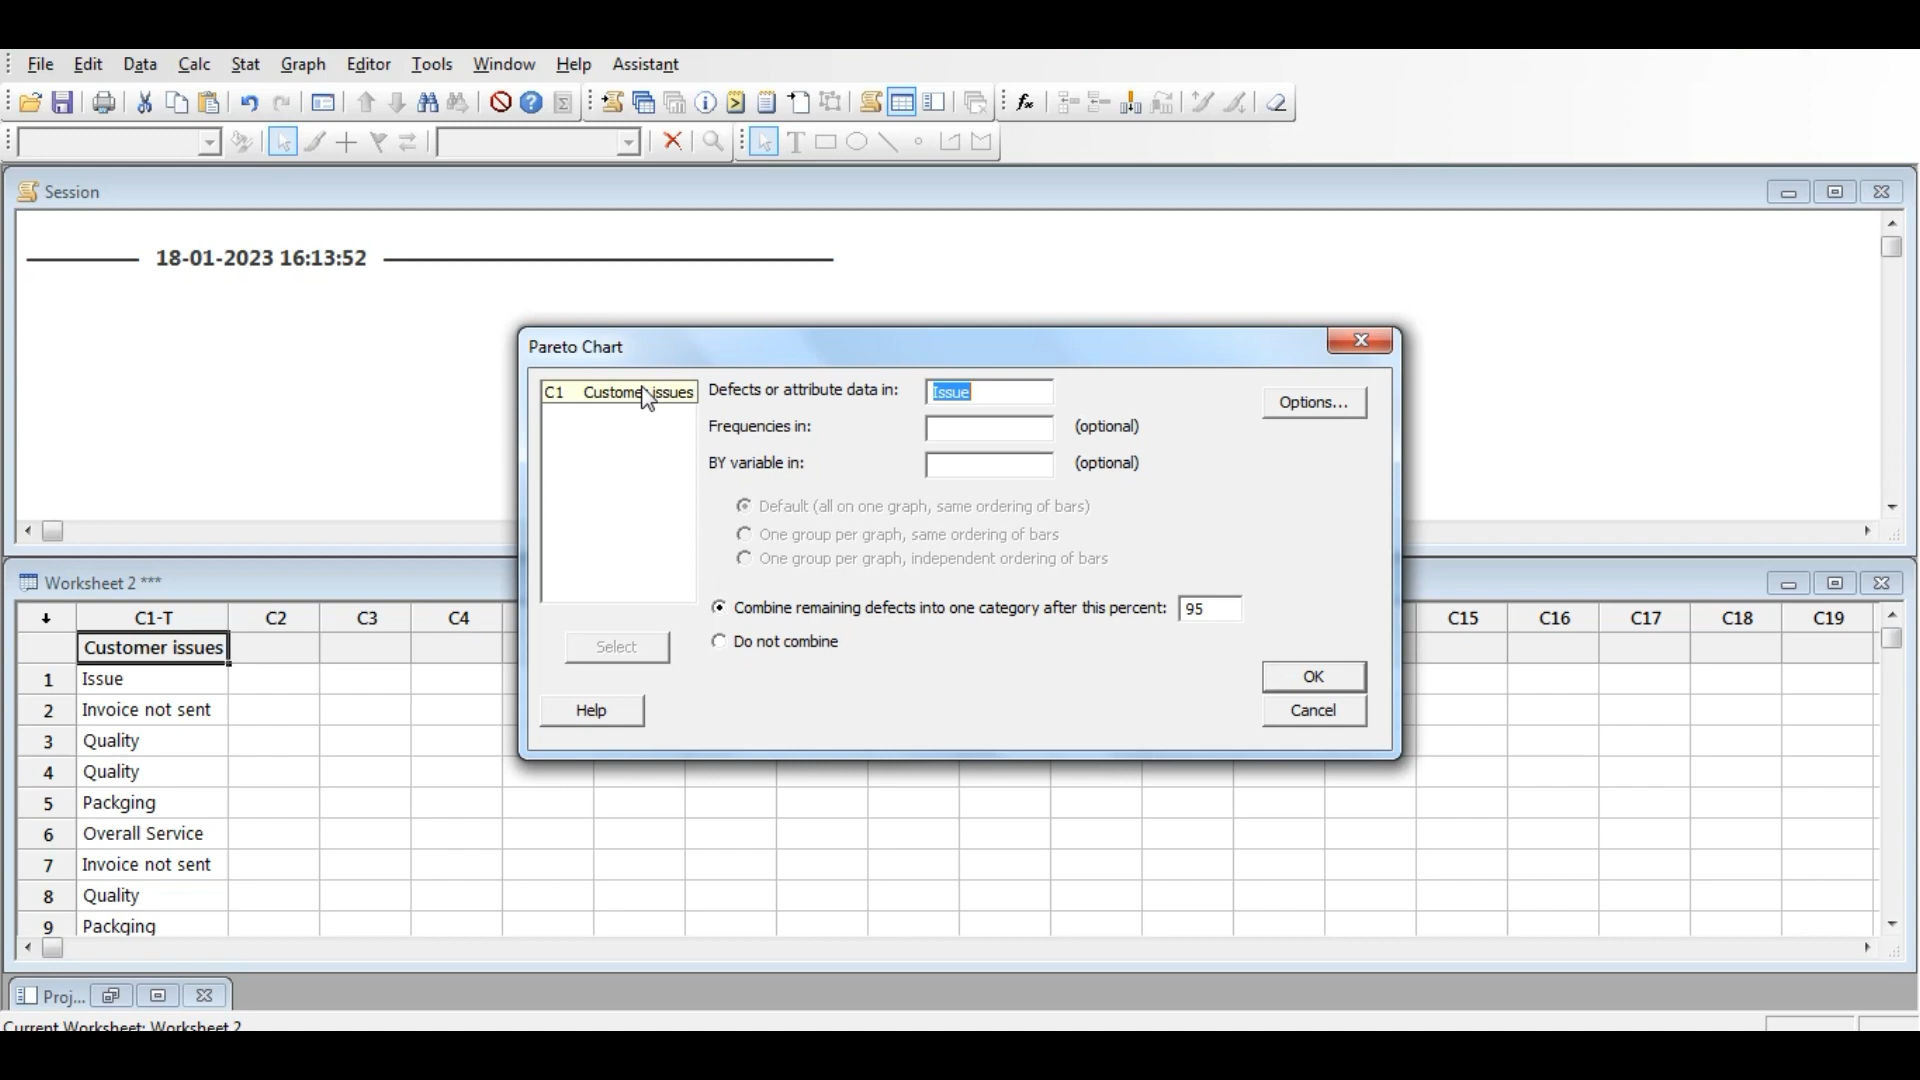 File Edit Data Calc Stat Graph Editor Tools Window Help Assistant
Session
18-01-2023 16:13:52
Pareto Chart
C1 Customer issues
Defects or attribute data in: Issue
Options...
Frequencies in: (optional)
BY variable in: (optional)
Default (all on one graph, same ordering of bars)
One group per graph, same ordering of bars
One group per graph, independent ordering of bars
Combine remaining defects into one category after this percent: 95
Do not combine
Select
OK
Help
Cancel
Worksheet 2 ***
C1-T C2 C3 C4 C15 C16 C17 C18 C19
Customer issues
1 Issue
2 Invoice not sent
3 Quality
4 Quality
5 Packging
6 Overall Service
7 Invoice not sent
8 Quality
9 Packging
Proj...
Current Worksheet: Worksheet 2